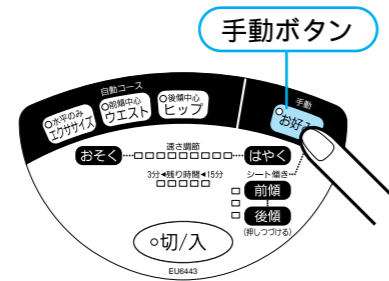 手動ボタン
自動コース
手動
水平のみ
エクササイズ
前傾中心
ウエスト
後傾中心
ヒップ
お好み
おそく
速さ調節
はやく
3分◀残り時間◀15分
シート傾き
前傾
後傾
(押しつづける)
切/入
EU6443